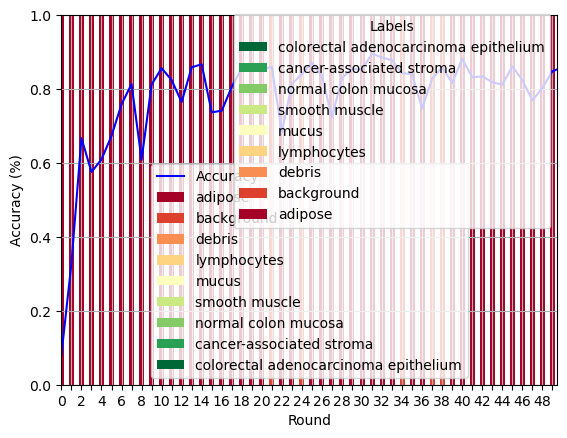 Labels
colorectal adenocarcinoma epithelium
cancer-associated stroma
normal colon mucosa
smooth muscle
mucus
lymphocytes
debris
background
adipose
Accuracy
adipose
background
debris
lymphocytes
mucus
smooth muscle
normal colon mucosa
cancer-associated stroma
colorectal adenocarcinoma epithelium
Accuracy (%)
1.0
0.8
0.6
0.4
0.2
0.0
0 2 4 6 8 10 12 14 16 18 20 22 24 26 28 30 32 34 36 38 40 42 44 46 48
Round